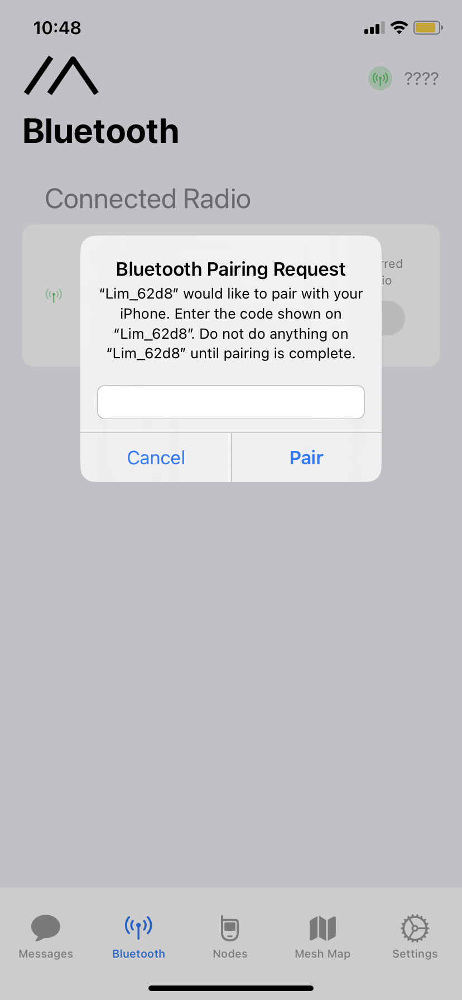 10:48
????
Bluetooth
Connected Radio
Bluetooth Pairing Request
“Lim_62d8” would like to pair with your
iPhone. Enter the code shown on
“Lim_62d8”. Do not do anything on
“Lim_62d8” until pairing is complete.
Cancel
Pair
Messages
Bluetooth
Nodes
Mesh Map
Settings